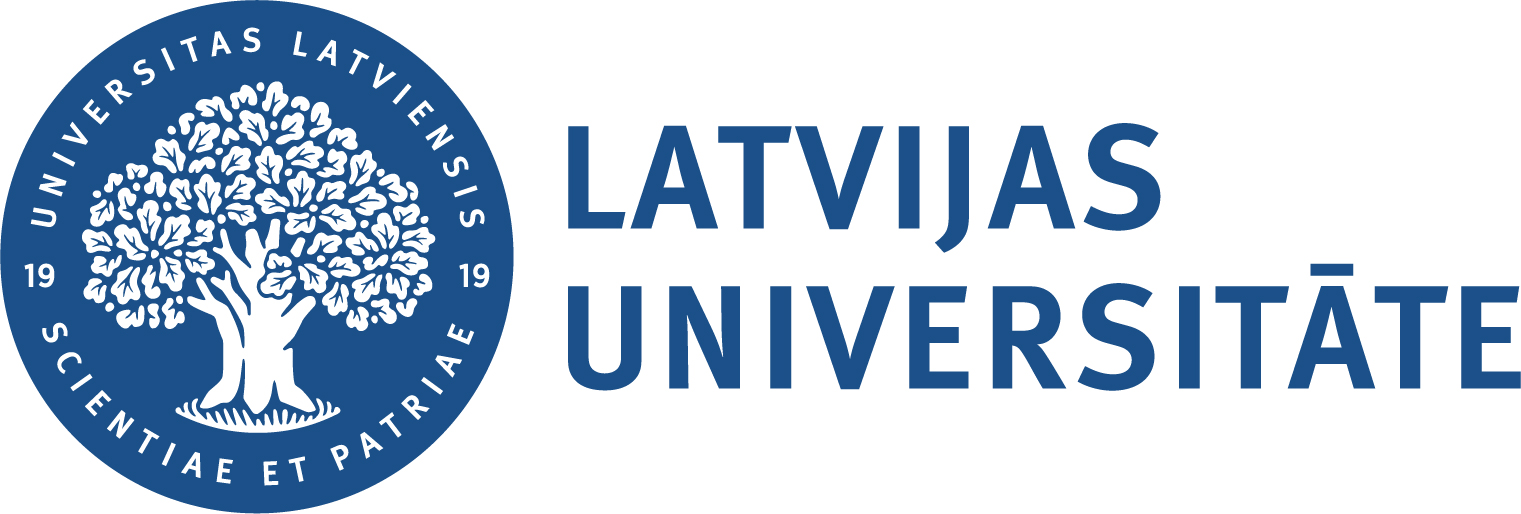 UNIVERSITAS LATVIENSIS
19 19
SCIENTIAE ET PATRIAE
LATVIJAS
UNIVERSITĀTE